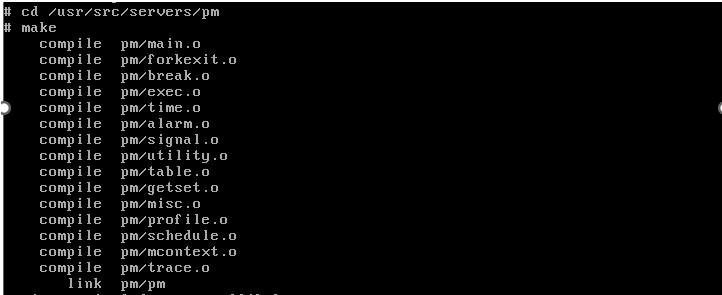 # cd /usr/src/servers/pm
# make
compile pm/main.o
compile pm/forkexit.o
compile pm/break.o
compile pm/exec.o
compile pm/time.o
compile pm/alarm.o
compile pm/signal.o
compile pm/utility.o
compile pm/table.o
compile pm/getset.o
compile pm/misc.o
compile pm/profile.o
compile pm/schedule.o
compile pm/mcontext.o
compile pm/trace.o
link pm/pm